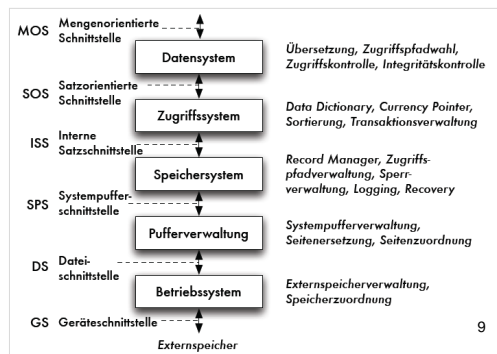 MOS Mengenorientierte
Schnittstelle
Datensystem
Übersetzung, Zugriffspfadwahl,
Zugriffskontrolle, Integritätskontrolle
SOS Satzorientierte
Schnittstelle
Zugriffssystem
Data Dictionary, Currency Pointer,
Sortierung, Transaktionsverwaltung
ISS Interne
Satzschnittstelle
Speichersystem
Record Manager, Zugriffs-
pfadverwaltung, Sperr-
verwaltung, Logging, Recovery
SPS Systempuffer-
schnittstelle
Pufferverwaltung
Systempufferverwaltung,
Seitenersetzung, Seitenzuordnung
DS Datei-
schnittstelle
Betriebssystem
Externspeicherverwaltung,
Speicherzuordnung
GS Geräteschnittstelle
Externspeicher
9